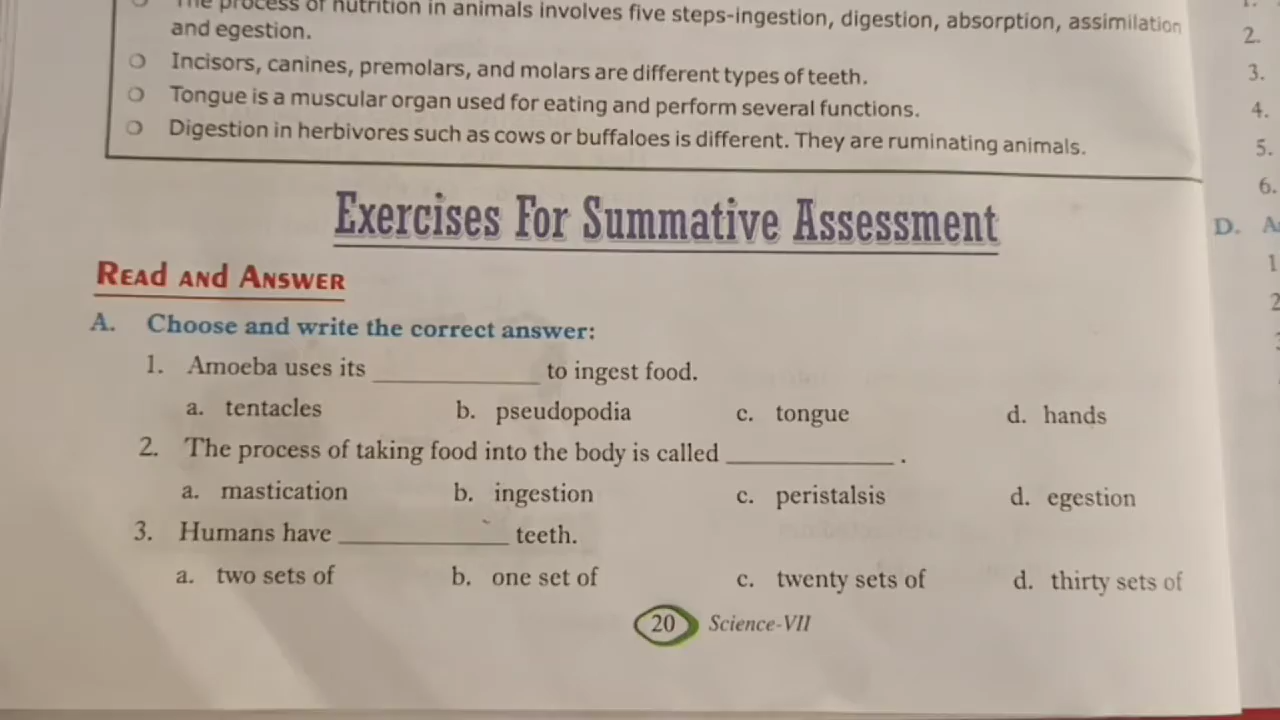 The process of nutrition in animals involves five steps-ingestion, digestion, absorption, assimilation
and egestion.
Incisors, canines, premolars, and molars are different types of teeth.
Tongue is a muscular organ used for eating and perform several functions.
Digestion in herbivores such as cows or buffaloes is different. They are ruminating animals.
Exercises For Summative Assessment
READ AND ANSWER
A. Choose and write the correct answer:
1. Amoeba uses its ____________ to ingest food.
a. tentacles b. pseudopodia c. tongue d. hands
2. The process of taking food into the body is called ____________ .
a. mastication b. ingestion c. peristalsis d. egestion
3. Humans have ____________ teeth.
a. two sets of b. one set of c. twenty sets of d. thirty sets of
20 Science-VII
2.
3.
4.
5.
6.
D.
1
2